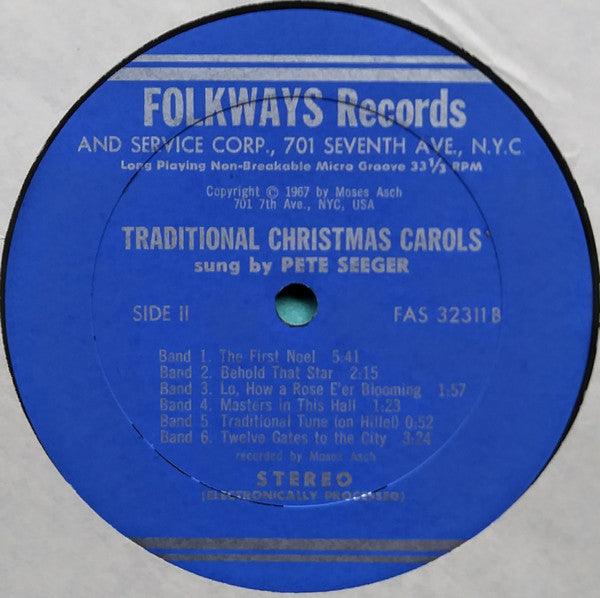 FOLKWAYS Records
AND SERVICE CORP., 701 SEVENTH AVE., N.Y.C.
Long Playing Non-Breakable Micro Groove 33 1/3 RPM
Copyright © 1967 by Moses Asch
701 7th Ave., NYC, USA
TRADITIONAL CHRISTMAS CAROLS
sung by PETE SEEGER
SIDE II FAS 32311 B
Band 1. The First Noel 5:41
Band 2. Behold That Star 2:15
Band 3. Lo, How a Rose E'er Blooming 1:57
Band 4. Masters in This Hall 1:23
Band 5. Traditional Tune (on Hillel) 0:52
Band 6. Twelve Gates to the City 3:24
recorded by Moses Asch
STEREO
(ELECTRONICALLY PROCESSED)